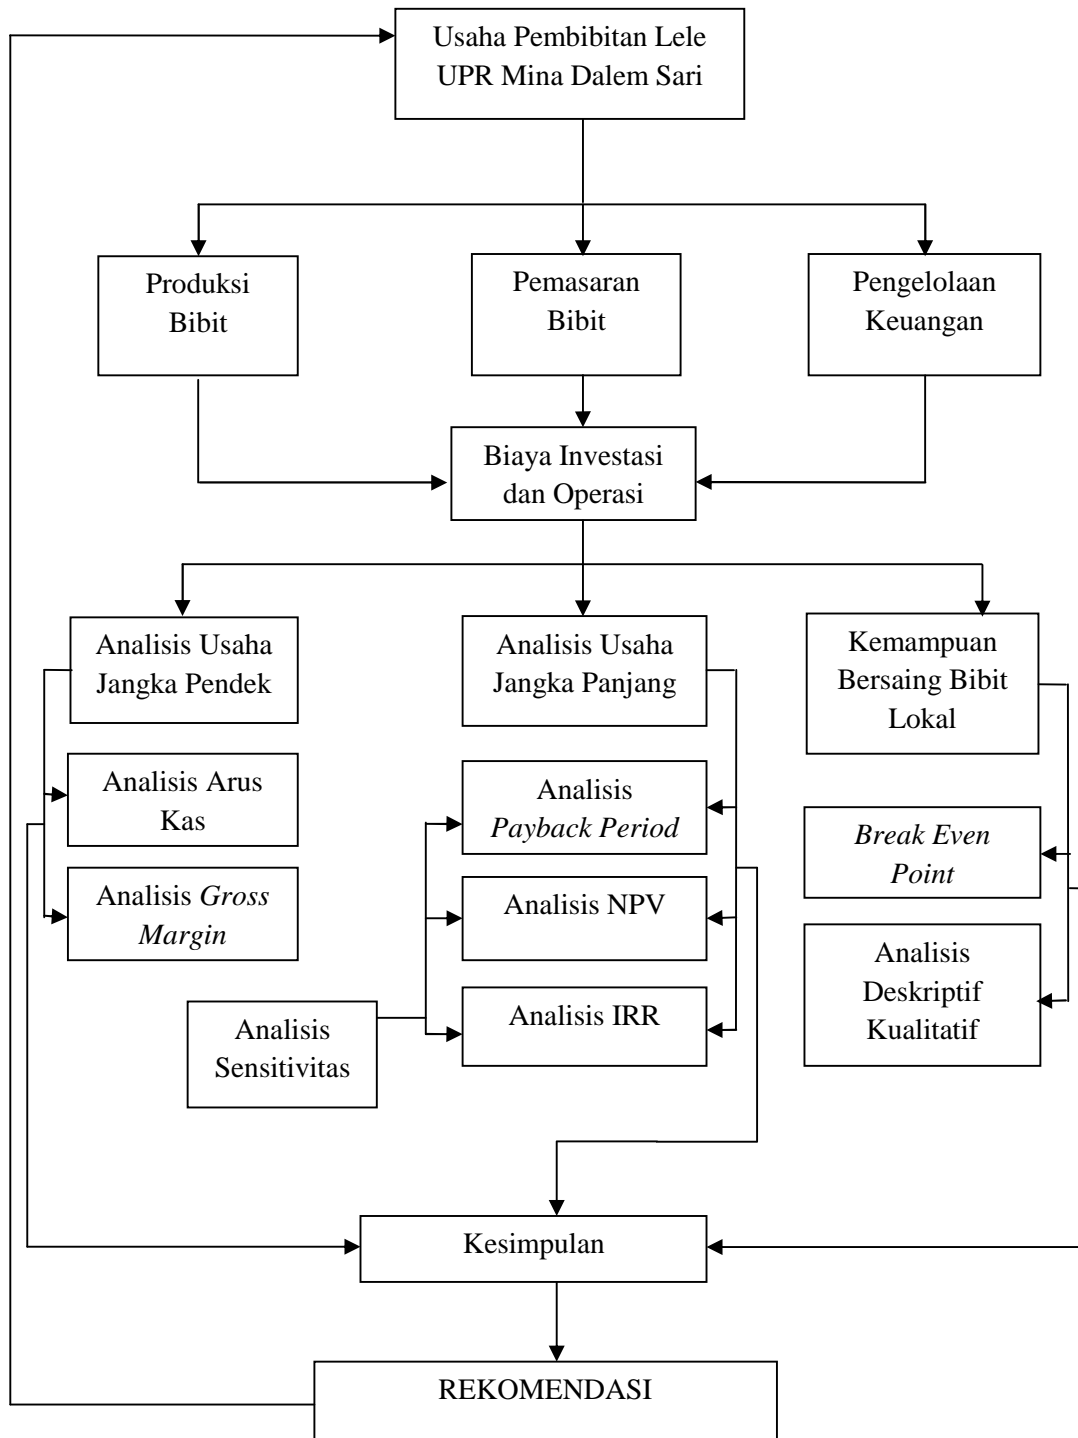 Usaha Pembibitan Lele
UPR Mina Dalem Sari
Produksi
Bibit
Pemasaran
Bibit
Pengelolaan
Keuangan
Biaya Investasi
dan Operasi
Analisis Usaha
Jangka Pendek
Analisis Usaha
Jangka Panjang
Kemampuan
Bersaing Bibit
Lokal
Analisis Arus
Kas
Analisis
Payback Period
Break Even
Point
Analisis Gross
Margin
Analisis NPV
Analisis
Deskriptif
Kualitatif
Analisis
Sensitivitas
Analisis IRR
Kesimpulan
REKOMENDASI